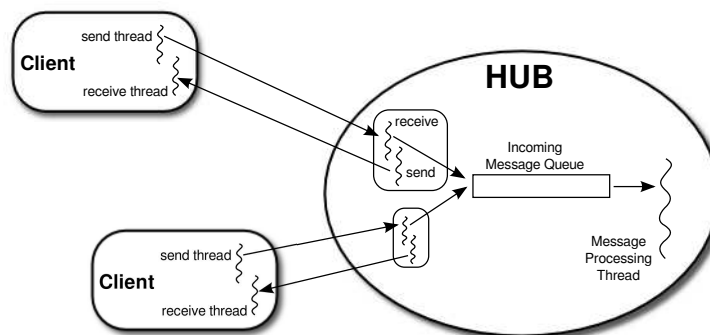 send thread
Client
receive thread
HUB
receive
send
Incoming
Message Queue
Message
Processing
Thread
send thread
Client
receive thread